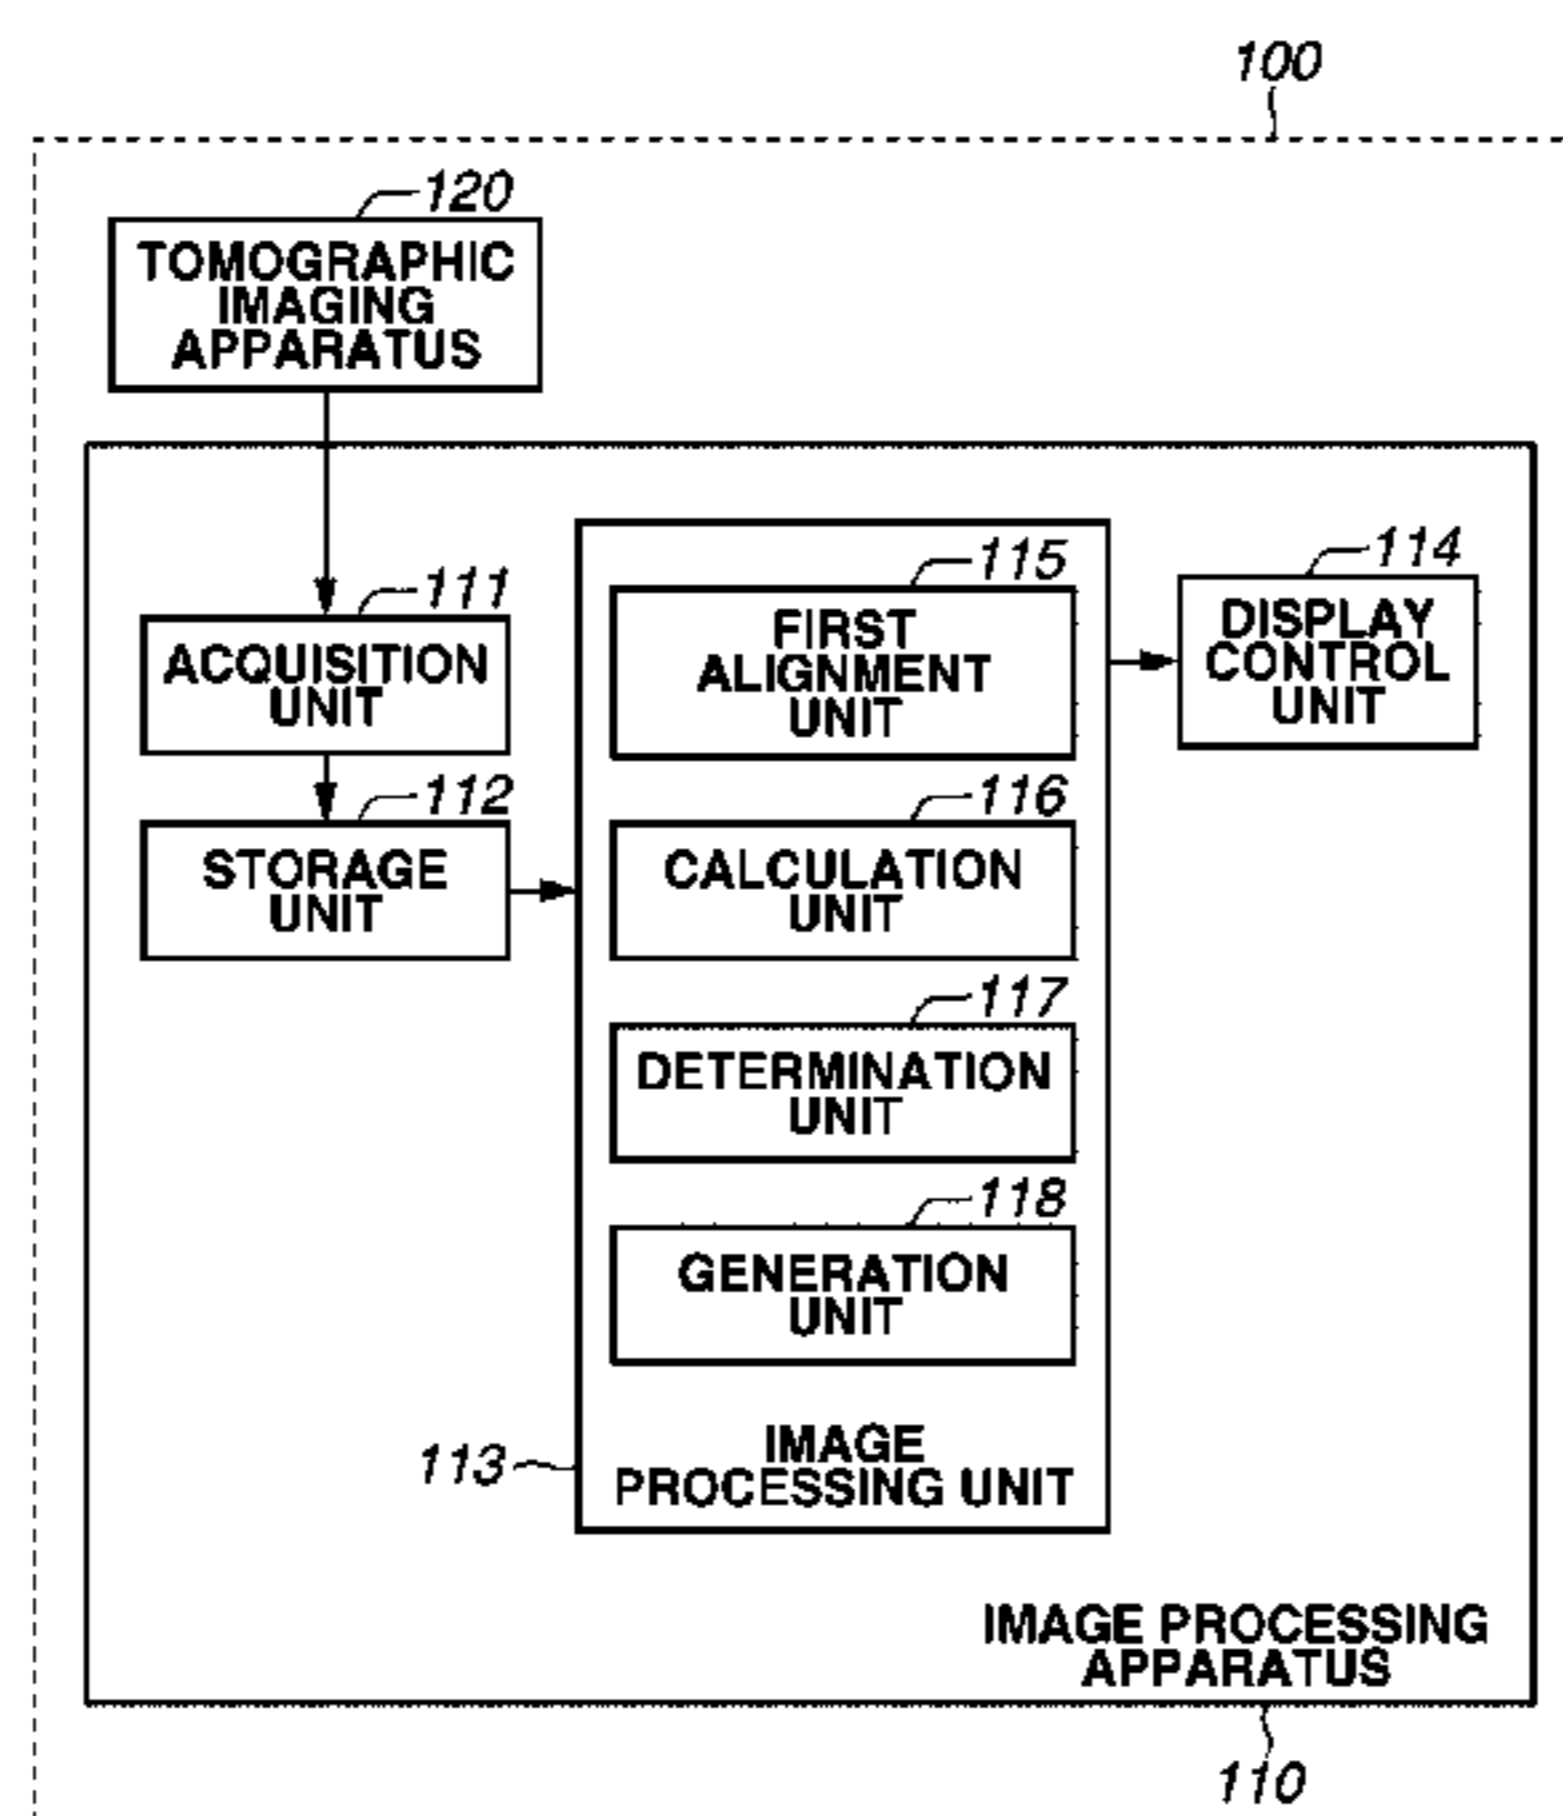 100
120
TOMOGRAPHIC
IMAGING
APPARATUS
111
ACQUISITION
UNIT
112
STORAGE
UNIT
115
FIRST
ALIGNMENT
UNIT
116
CALCULATION
UNIT
117
DETERMINATION
UNIT
118
GENERATION
UNIT
113
IMAGE
PROCESSING UNIT
114
DISPLAY
CONTROL
UNIT
IMAGE PROCESSING
APPARATUS
110